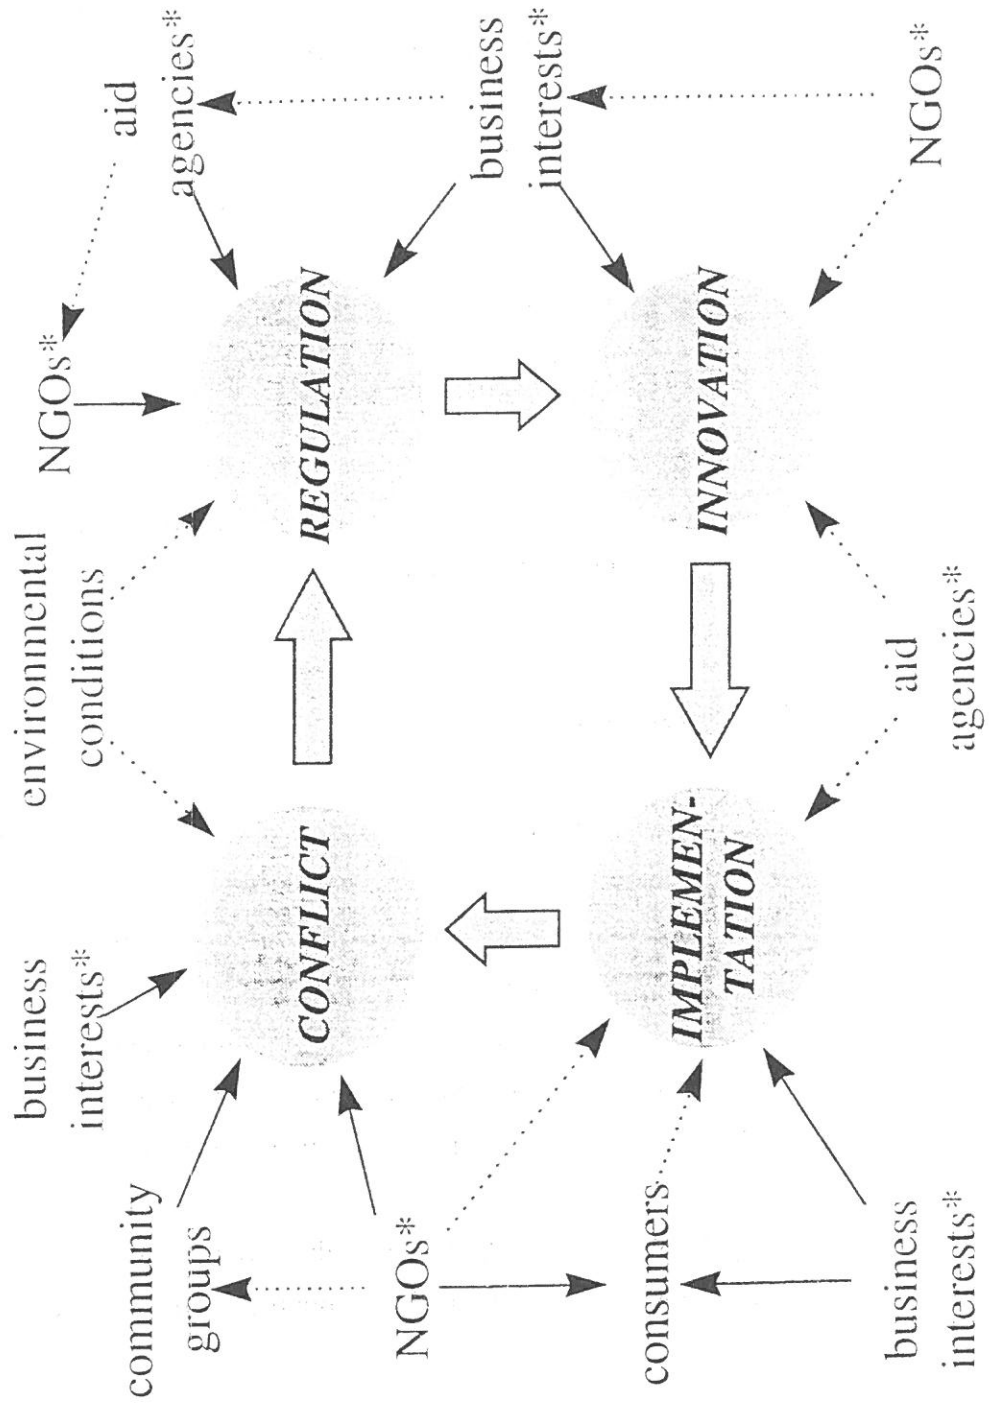 community
groups
business
interests*
environmental
conditions
NGOs*
aid
agencies*
CONFLICT
REGULATION
NGOs*
business
interests*
consumers
IMPLEMEN-
TATION
INNOVATION
business
interests*
aid
agencies*
NGOs*